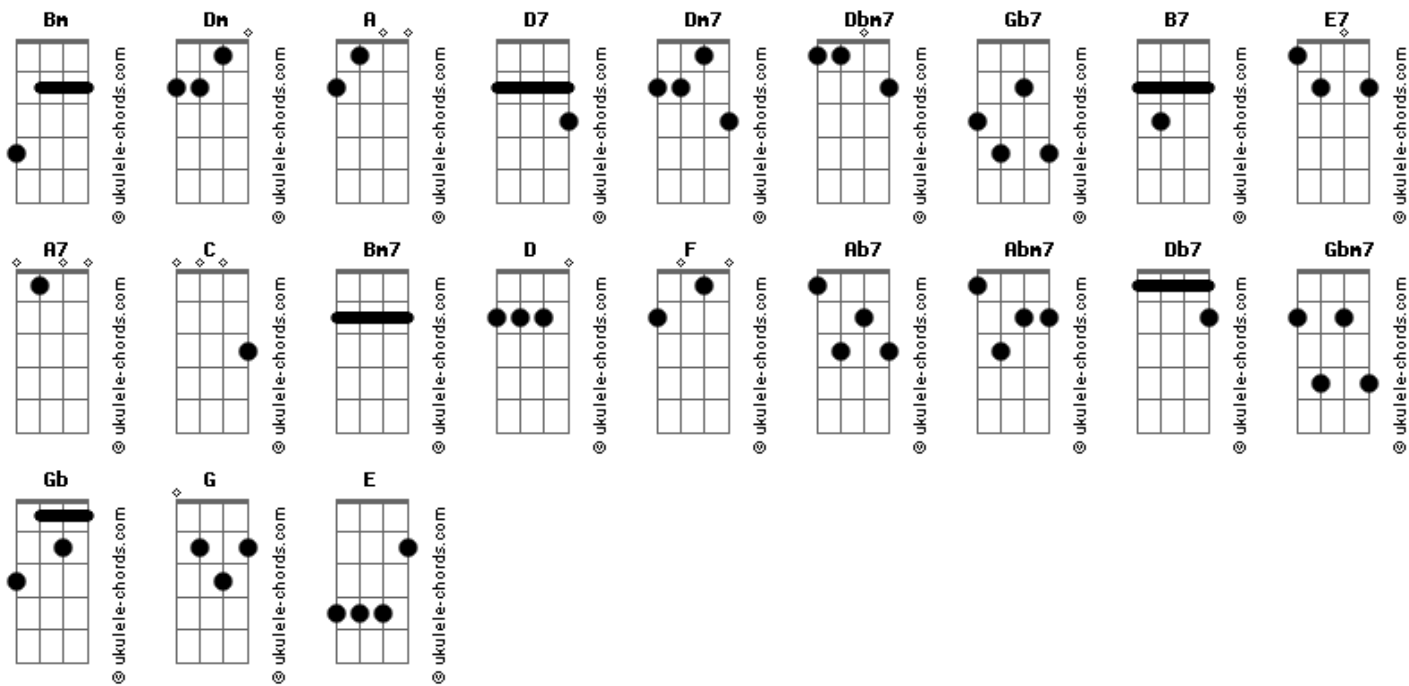 Bm Dm A D7 Dm7 Dbm7 Gb7 B7 E7
© ukulele-chords.com © ukulele-chords.com © ukulele-chords.com © ukulele-chords.com © ukulele-chords.com © ukulele-chords.com © ukulele-chords.com © ukulele-chords.com © ukulele-chords.com
A7 C Bm7 D F Ab7 Abm7 Db7 Gbm7
© ukulele-chords.com © ukulele-chords.com © ukulele-chords.com © ukulele-chords.com © ukulele-chords.com © ukulele-chords.com © ukulele-chords.com © ukulele-chords.com © ukulele-chords.com
Gb G E
© ukulele-chords.com © ukulele-chords.com © ukulele-chords.com